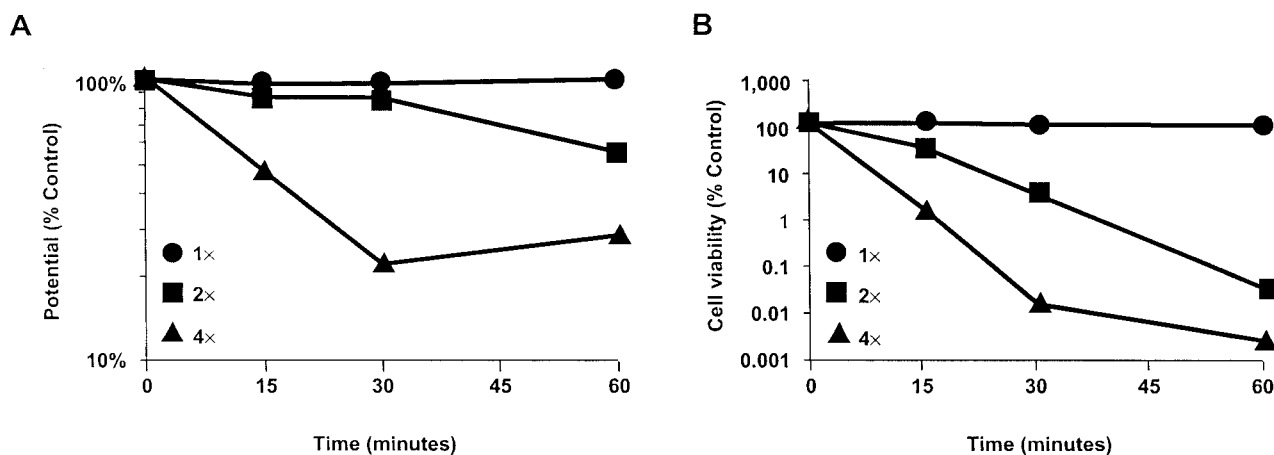 A
Potential (% Control)
100%
10%
1×
2×
4×
0 15 30 45 60
Time (minutes)
B
Cell viability (% Control)
1,000
100
10
1
0.1
0.01
0.001
1×
2×
4×
0 15 30 45 60
Time (minutes)